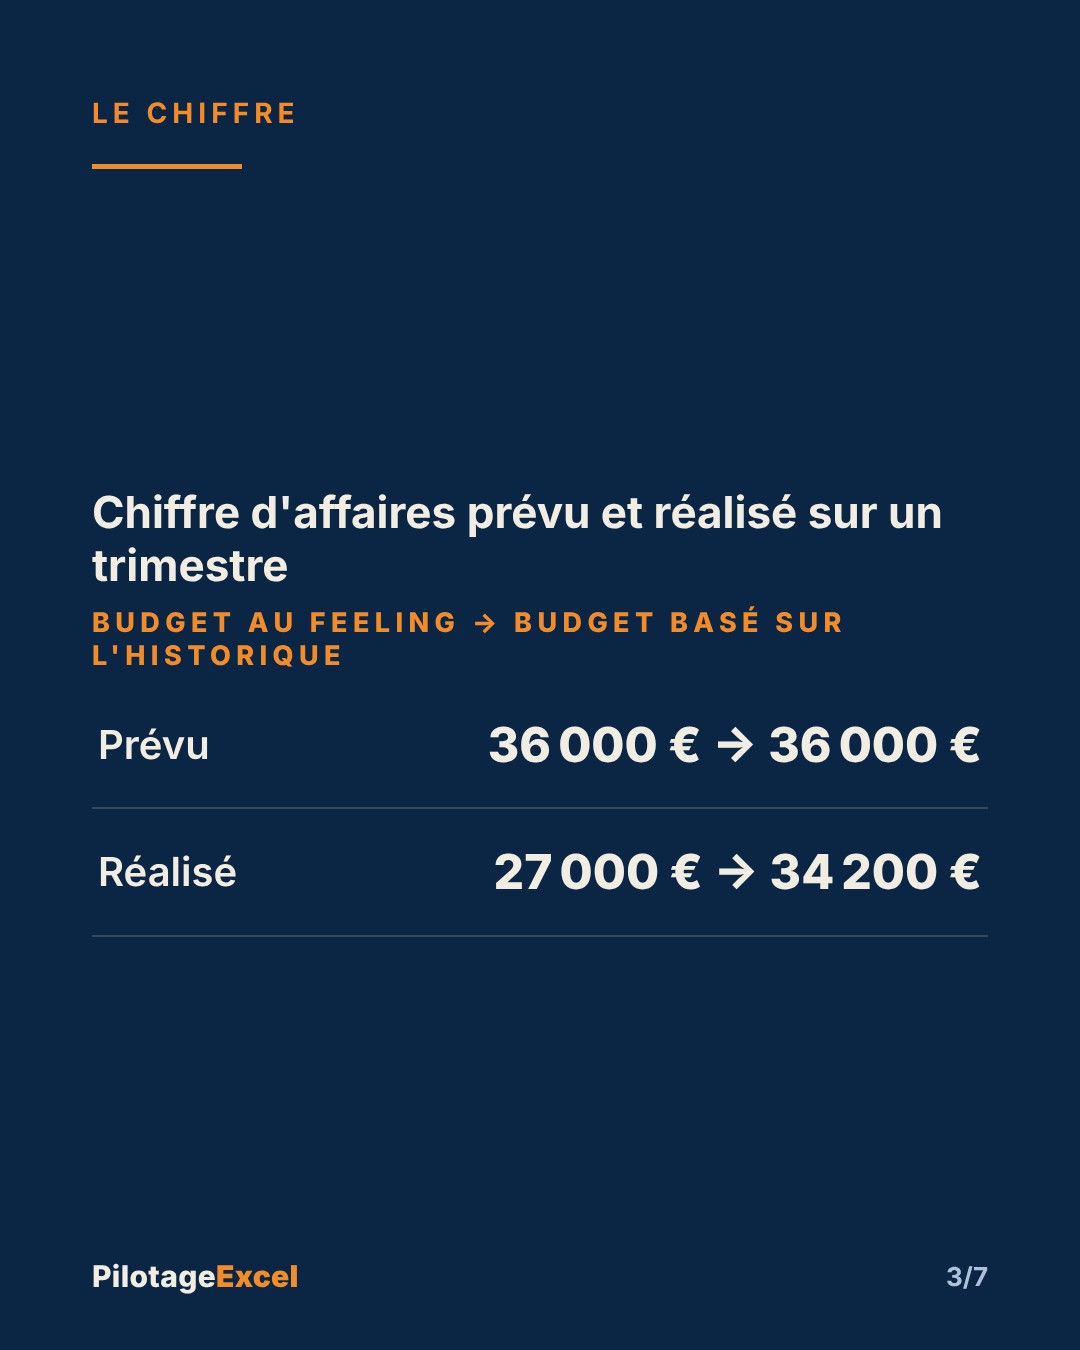 LE CHIFFRE
Chiffre d'affaires prévu et réalisé sur un
trimestre
BUDGET AU FEELING → BUDGET BASÉ SUR
L'HISTORIQUE
Prévu 36 000 € → 36 000 €
Réalisé 27 000 € → 34 200 €
PilotageExcel 3/7